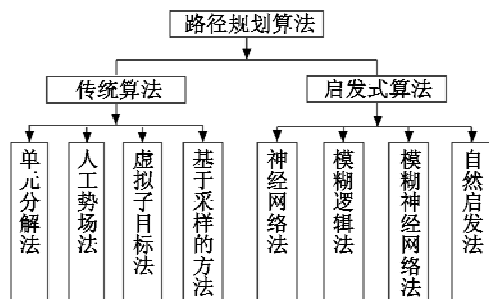 路径规划算法
传统算法
启发式算法
单元分解法
人工势场法
虚拟子目标法
基于采样的方法
神经网络法
模糊逻辑法
模糊神经网络法
自然启发法